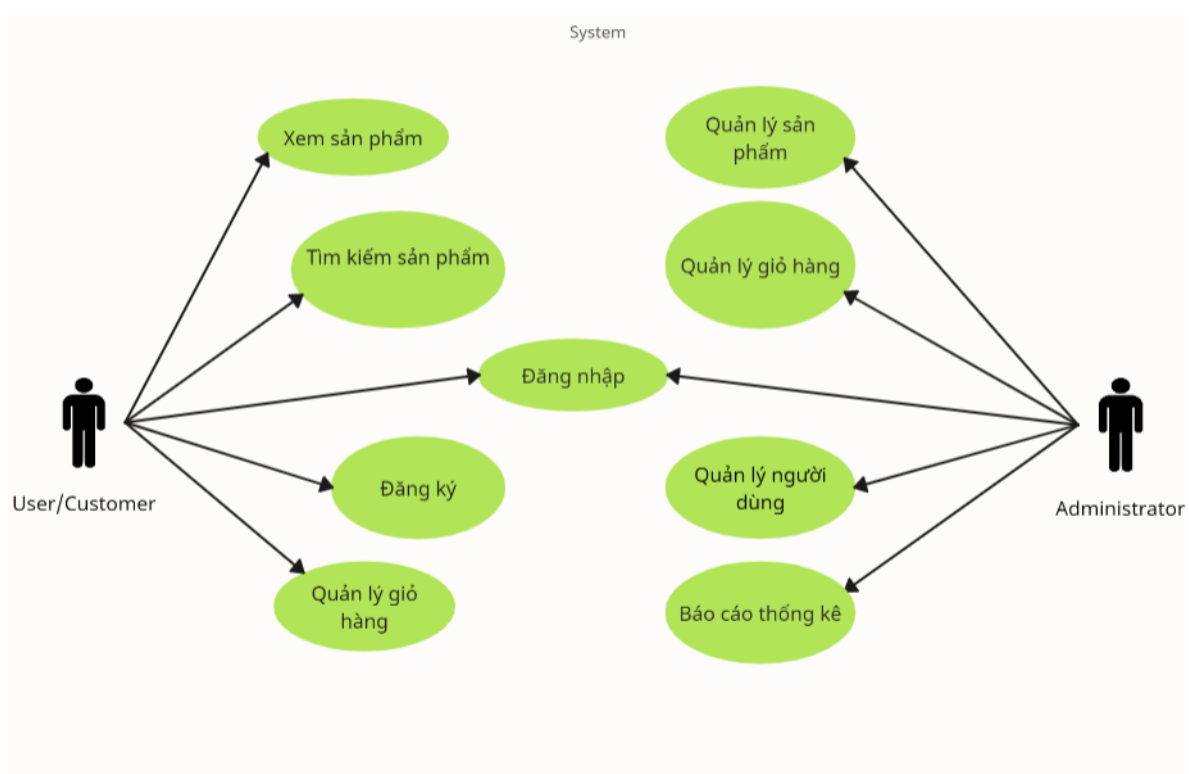 System
Xem sản phẩm
Tìm kiếm sản phẩm
Đăng nhập
Đăng ký
Quản lý giỏ
hàng
Quản lý sản
phẩm
Quản lý giỏ hàng
Quản lý người
dùng
Báo cáo thống kê
User/Customer
Administrator